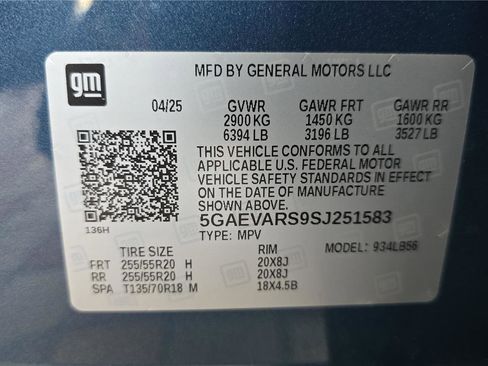 gm
MFD BY GENERAL MOTORS LLC
04/25 GVWR GAWR FRT GAWR RR
2900 KG 1450 KG 1600 KG
6394 LB 3196 LB 3527 LB
THIS VEHICLE CONFORMS TO ALL
APPLICABLE U.S. FEDERAL MOTOR
VEHICLE SAFETY STANDARDS IN EFFECT
ON THE DATE OF MANUFACTURE
SHOWN ABOVE.
5GAEVARS9SJ251583
136H
TYPE: MPV MODEL: 934LB56
TIRE SIZE RIM
FRT 255/55R20 H 20X8J
RR 255/55R20 H 20X8J
SPA T135/70R18 M 18X4.5B